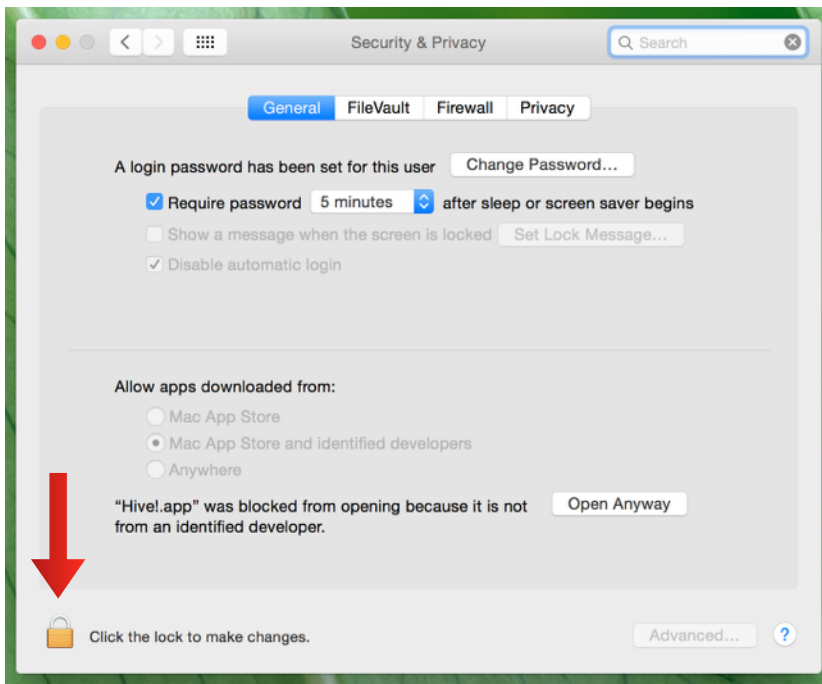 Security & Privacy
Search
General FileVault Firewall Privacy
A login password has been set for this user Change Password...
Require password 5 minutes after sleep or screen saver begins
Show a message when the screen is locked Set Lock Message...
Disable automatic login
Allow apps downloaded from:
Mac App Store
Mac App Store and identified developers
Anywhere
“Hive!.app” was blocked from opening because it is not Open Anyway
from an identified developer.
Click the lock to make changes. Advanced... ?